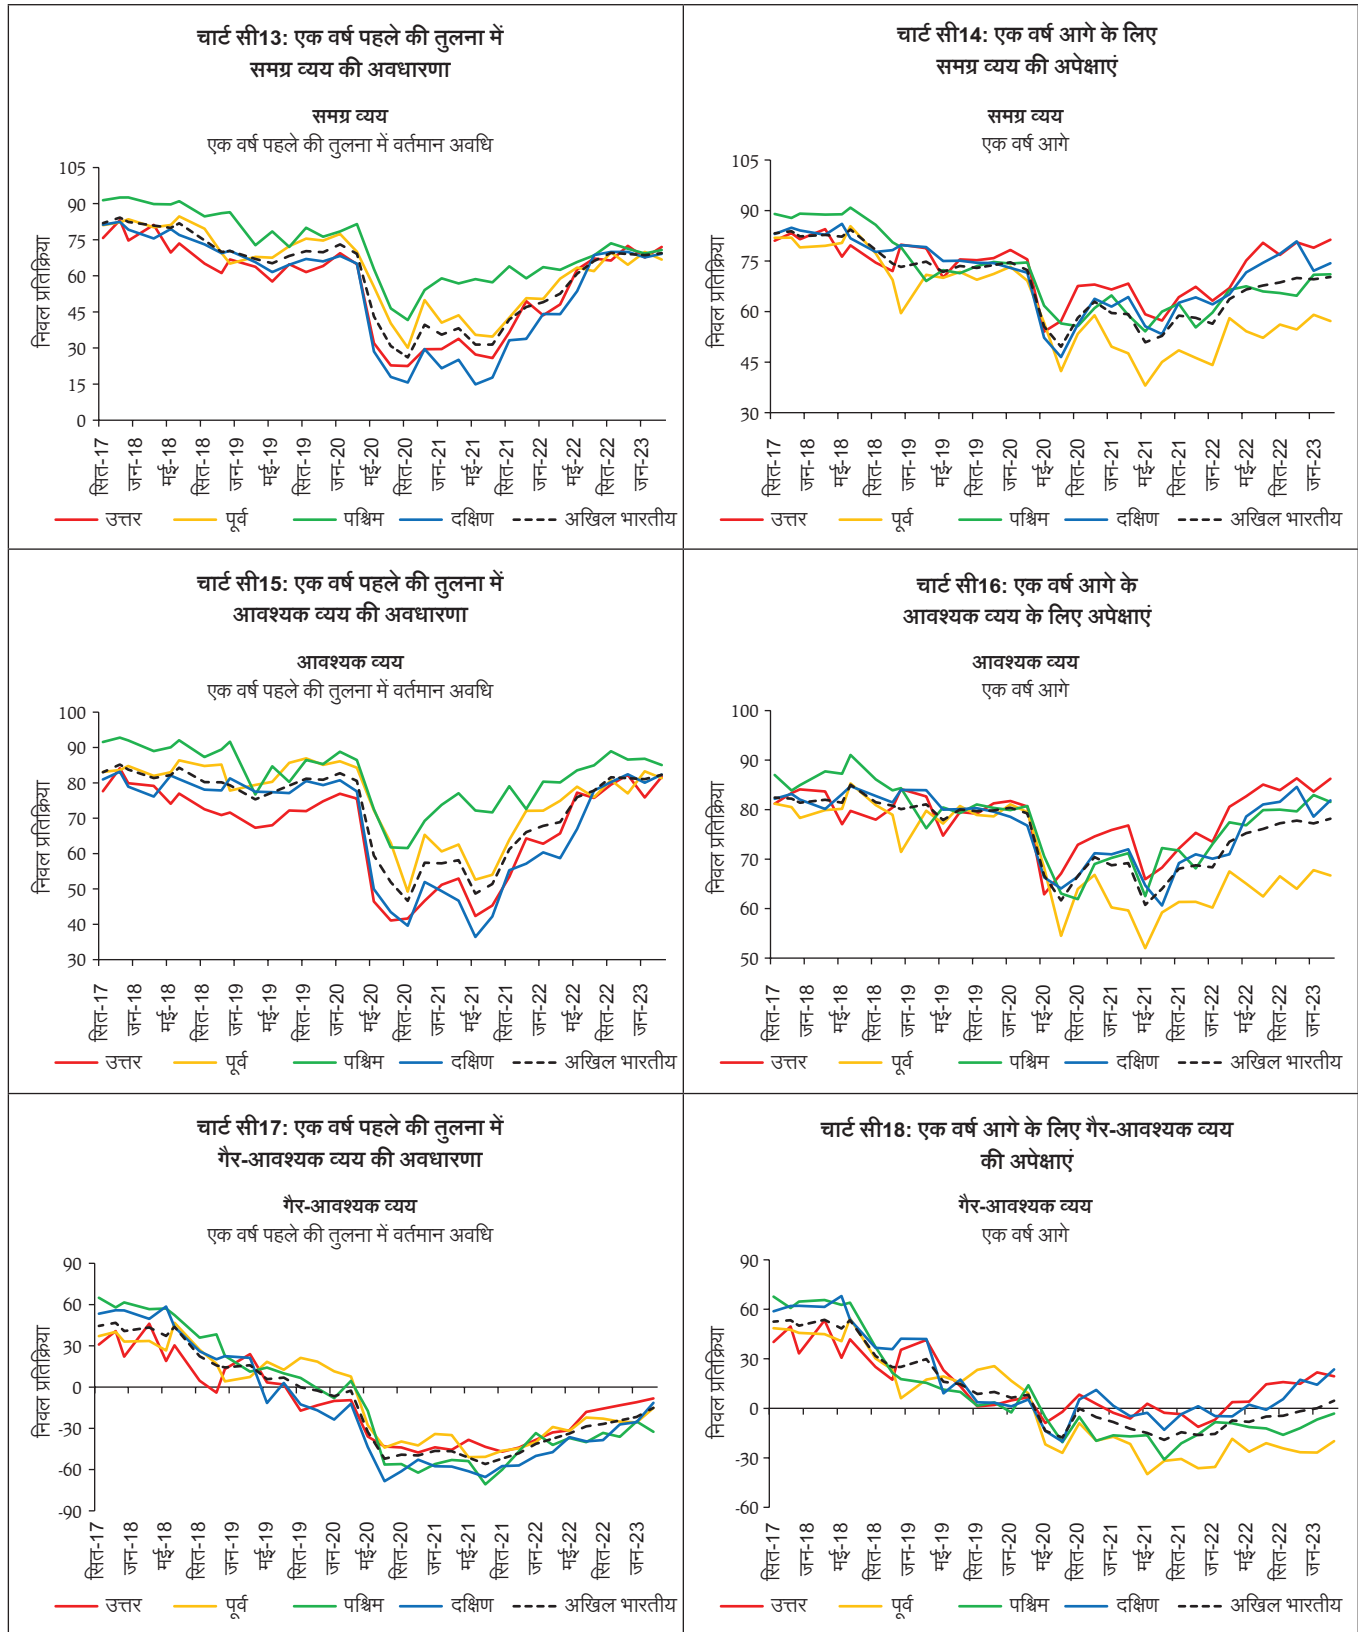 चार्ट सी13: एक वर्ष पहले की तुलना में
समग्र व्यय की अवधारणा
समग्र व्यय
एक वर्ष पहले की तुलना में वर्तमान अवधि
निवल प्रतिक्रिया
105
90
75
60
45
30
15
0
सित-17
जन-18
मई-18
सित-18
जन-19
मई-19
सित-19
जन-20
मई-20
सित-20
जन-21
मई-21
सित-21
जन-22
मई-22
सित-22
जन-23
उत्तर पूर्व पश्चिम दक्षिण अखिल भारतीय
चार्ट सी14: एक वर्ष आगे के लिए
समग्र व्यय की अपेक्षाएं
समग्र व्यय
एक वर्ष आगे
निवल प्रतिक्रिया
105
90
75
60
45
30
सित-17
जन-18
मई-18
सित-18
जन-19
मई-19
सित-19
जन-20
मई-20
सित-20
जन-21
मई-21
सित-21
जन-22
मई-22
सित-22
जन-23
उत्तर पूर्व पश्चिम दक्षिण अखिल भारतीय
चार्ट सी15: एक वर्ष पहले की तुलना में
आवश्यक व्यय की अवधारणा
आवश्यक व्यय
एक वर्ष पहले की तुलना में वर्तमान अवधि
निवल प्रतिक्रिया
100
90
80
70
60
50
40
30
सित-17
जन-18
मई-18
सित-18
जन-19
मई-19
सित-19
जन-20
मई-20
सित-20
जन-21
मई-21
सित-21
जन-22
मई-22
सित-22
जन-23
उत्तर पूर्व पश्चिम दक्षिण अखिल भारतीय
चार्ट सी16: एक वर्ष आगे के
आवश्यक व्यय के लिए अपेक्षाएं
आवश्यक व्यय
एक वर्ष आगे
निवल प्रतिक्रिया
100
90
80
70
60
50
सित-17
जन-18
मई-18
सित-18
जन-19
मई-19
सित-19
जन-20
मई-20
सित-20
जन-21
मई-21
सित-21
जन-22
मई-22
सित-22
जन-23
उत्तर पूर्व पश्चिम दक्षिण अखिल भारतीय
चार्ट सी17: एक वर्ष पहले की तुलना में
गैर-आवश्यक व्यय की अवधारणा
गैर-आवश्यक व्यय
एक वर्ष पहले की तुलना में वर्तमान अवधि
निवल प्रतिक्रिया
90
60
30
0
-30
-60
-90
सित-17
जन-18
मई-18
सित-18
जन-19
मई-19
सित-19
जन-20
मई-20
सित-20
जन-21
मई-21
सित-21
जन-22
मई-22
सित-22
जन-23
उत्तर पूर्व पश्चिम दक्षिण अखिल भारतीय
चार्ट सी18: एक वर्ष आगे के लिए गैर-आवश्यक व्यय
की अपेक्षाएं
गैर-आवश्यक व्यय
एक वर्ष आगे
निवल प्रतिक्रिया
90
60
30
0
-30
-60
सित-17
जन-18
मई-18
सित-18
जन-19
मई-19
सित-19
जन-20
मई-20
सित-20
जन-21
मई-21
सित-21
जन-22
मई-22
सित-22
जन-23
उत्तर पूर्व पश्चिम दक्षिण अखिल भारतीय